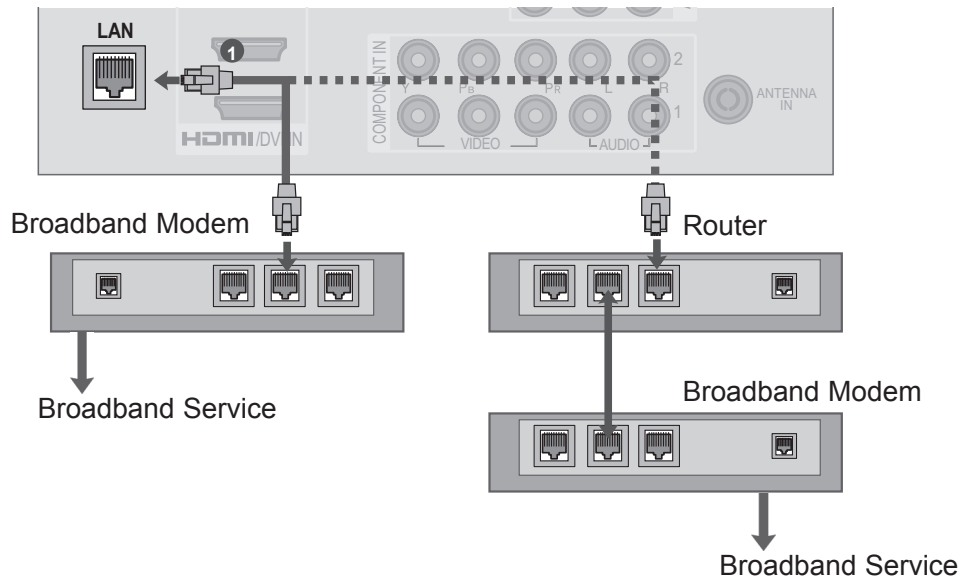 LAN
1
HDMI/DVI IN
COMPONENT IN
Y
PB
PR
L
R
2
1
VIDEO
AUDIO
ANTENNA
IN
Broadband Modem
Router
Broadband Service
Broadband Modem
Broadband Service